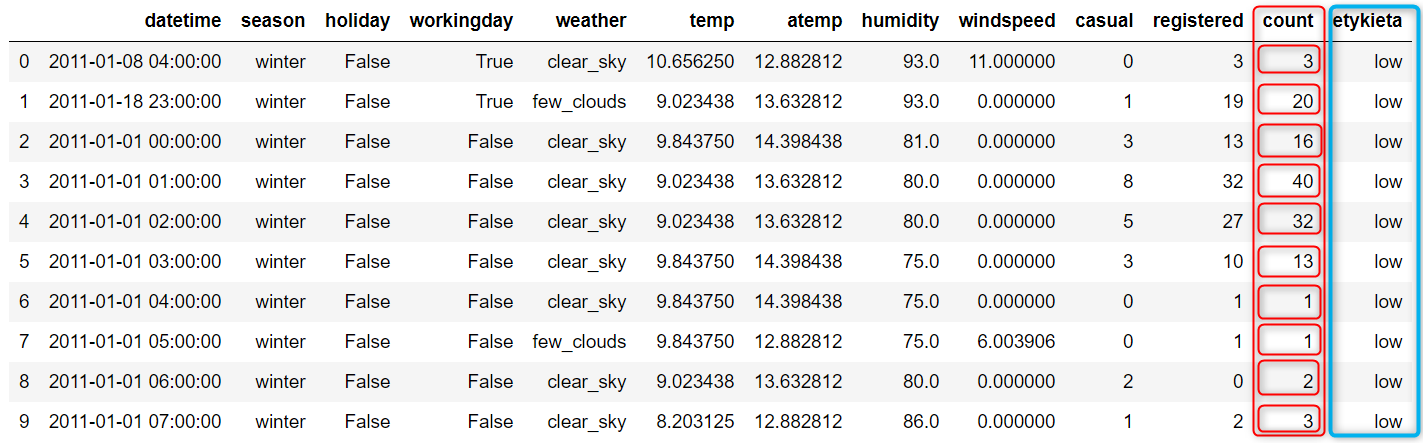 datetime season holiday workingday weather temp atemp humidity windspeed casual registered count etykieta
0 2011-01-08 04:00:00 winter False True clear_sky 10.656250 12.882812 93.0 11.000000 0 3 3 low
1 2011-01-18 23:00:00 winter False True few_clouds 9.023438 13.632812 93.0 0.000000 1 19 20 low
2 2011-01-01 00:00:00 winter False False clear_sky 9.843750 14.398438 81.0 0.000000 3 13 16 low
3 2011-01-01 01:00:00 winter False False clear_sky 9.023438 13.632812 80.0 0.000000 8 32 40 low
4 2011-01-01 02:00:00 winter False False clear_sky 9.023438 13.632812 80.0 0.000000 5 27 32 low
5 2011-01-01 03:00:00 winter False False clear_sky 9.843750 14.398438 75.0 0.000000 3 10 13 low
6 2011-01-01 04:00:00 winter False False clear_sky 9.843750 14.398438 75.0 0.000000 0 1 1 low
7 2011-01-01 05:00:00 winter False False few_clouds 9.843750 12.882812 75.0 6.003906 0 1 1 low
8 2011-01-01 06:00:00 winter False False clear_sky 9.023438 13.632812 80.0 0.000000 2 0 2 low
9 2011-01-01 07:00:00 winter False False clear_sky 8.203125 12.882812 86.0 0.000000 1 2 3 low